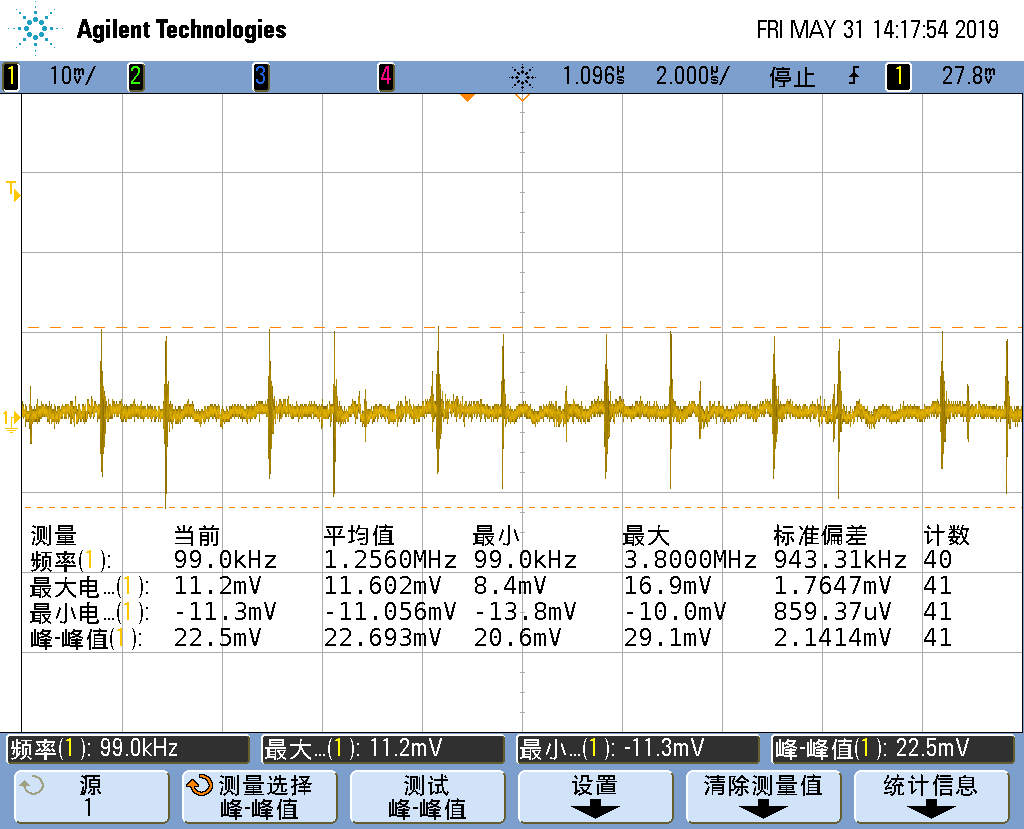 Agilent Technologies FRI MAY 31 14:17:54 2019
1 10mV/ 2 3 4 1.096us 2.000us/ 停止 1 27.8mV
T
1
测量 当前 平均值 最小 最大 标准偏差 计数
频率(1): 99.0kHz 1.2560MHz 99.0kHz 3.8000MHz 943.31kHz 40
最大电...(1): 11.2mV 11.602mV 8.4mV 16.9mV 1.7647mV 41
最小电...(1): -11.3mV -11.056mV -13.8mV -10.0mV 859.37uV 41
峰-峰值(1): 22.5mV 22.693mV 20.6mV 29.1mV 2.1414mV 41
频率(1): 99.0kHz 最大...(1): 11.2mV 最小...(1): -11.3mV 峰-峰值(1): 22.5mV
源 测量选择 测试 设置 清除测量值 统计信息
1 峰-峰值 峰-峰值